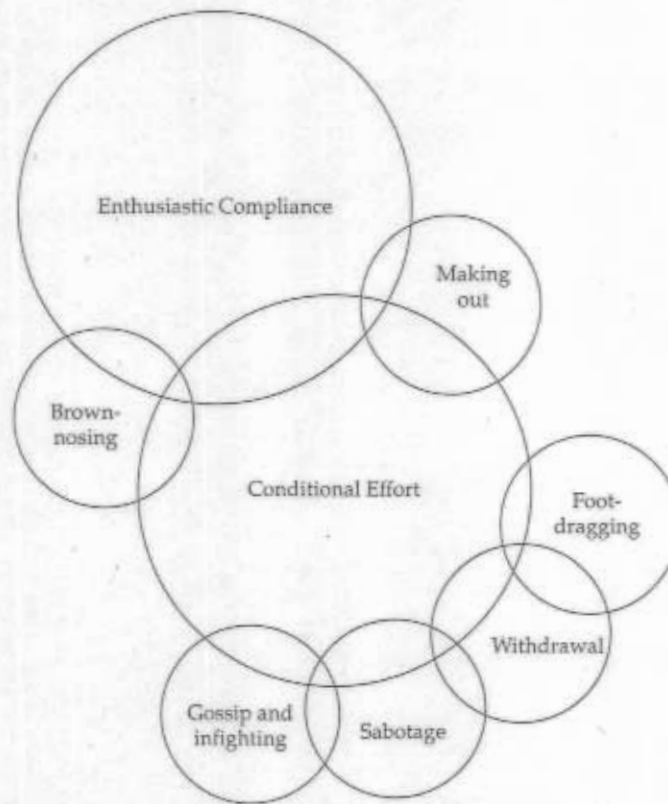 Enthusiastic Compliance
Making
out
Brown-
nosing
Conditional Effort
Foot-
dragging
Withdrawal
Gossip and
infighting
Sabotage